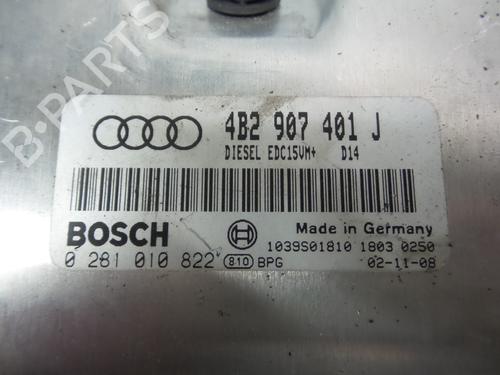 B-PARTS
4B2 907 401 J
DIESEL EDC15VM+ D14
BOSCH
Made in Germany
1039S01810 1803 0250
0 281 010 822
810 BPG 02-11-08